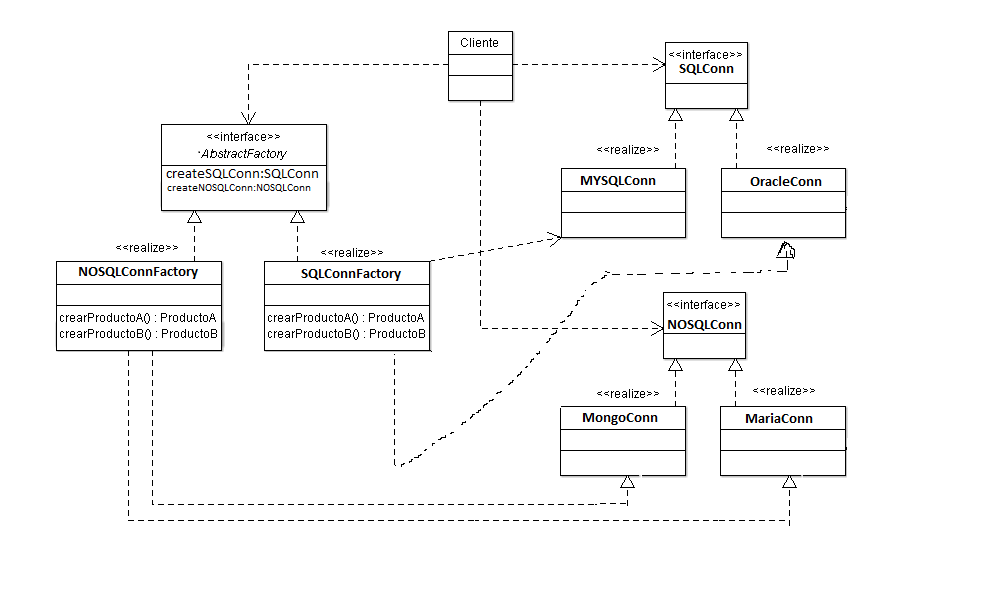 Cliente
<<interface>>
SQLConn
<<interface>>
AbstractFactory
createSQLConn:SQLConn
createNOSQLConn:NOSQLConn
<<realize>>
<<realize>>
MYSQLConn
OracleConn
<<realize>>
<<realize>>
NOSQLConnFactory
crearProductoA() : ProductoA
crearProductoB() : ProductoB
SQLConnFactory
crearProductoA() : ProductoA
crearProductoB() : ProductoB
<<interface>>
NOSQLConn
<<realize>>
<<realize>>
MongoConn
MariaConn